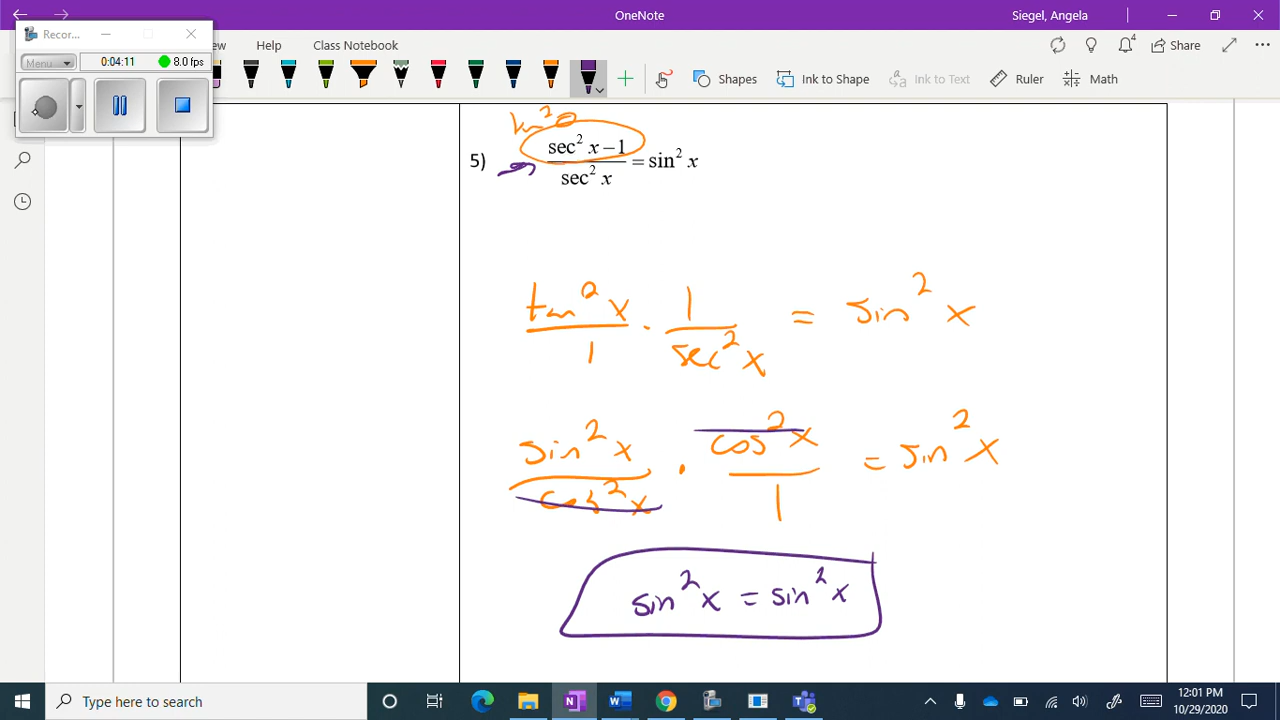 OneNote
Siegel, Angela
Recor...
ew Help Class Notebook
Share
Menu 0:04:11 8.0 fps
Shapes Ink to Shape Ink to Text Ruler Math
tan² θ
5) (sec² x − 1)/(sec² x) = sin² x
tan² x / 1 · 1 / sec² x = sin² x
sin² x / cos² x · cos² x / 1 = sin² x
sin² x = sin² x
Type here to search
12:01 PM
10/29/2020